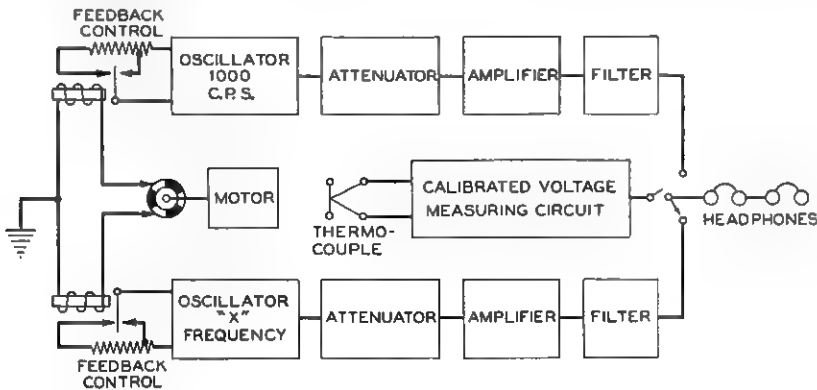 FEEDBACK
CONTROL
OSCILLATOR
1000
C.P.S.
ATTENUATOR
AMPLIFIER
FILTER
MOTOR
THERMO-
COUPLE
CALIBRATED VOLTAGE
MEASURING CIRCUIT
HEADPHONES
OSCILLATOR
"X"
FREQUENCY
ATTENUATOR
AMPLIFIER
FILTER
FEEDBACK
CONTROL